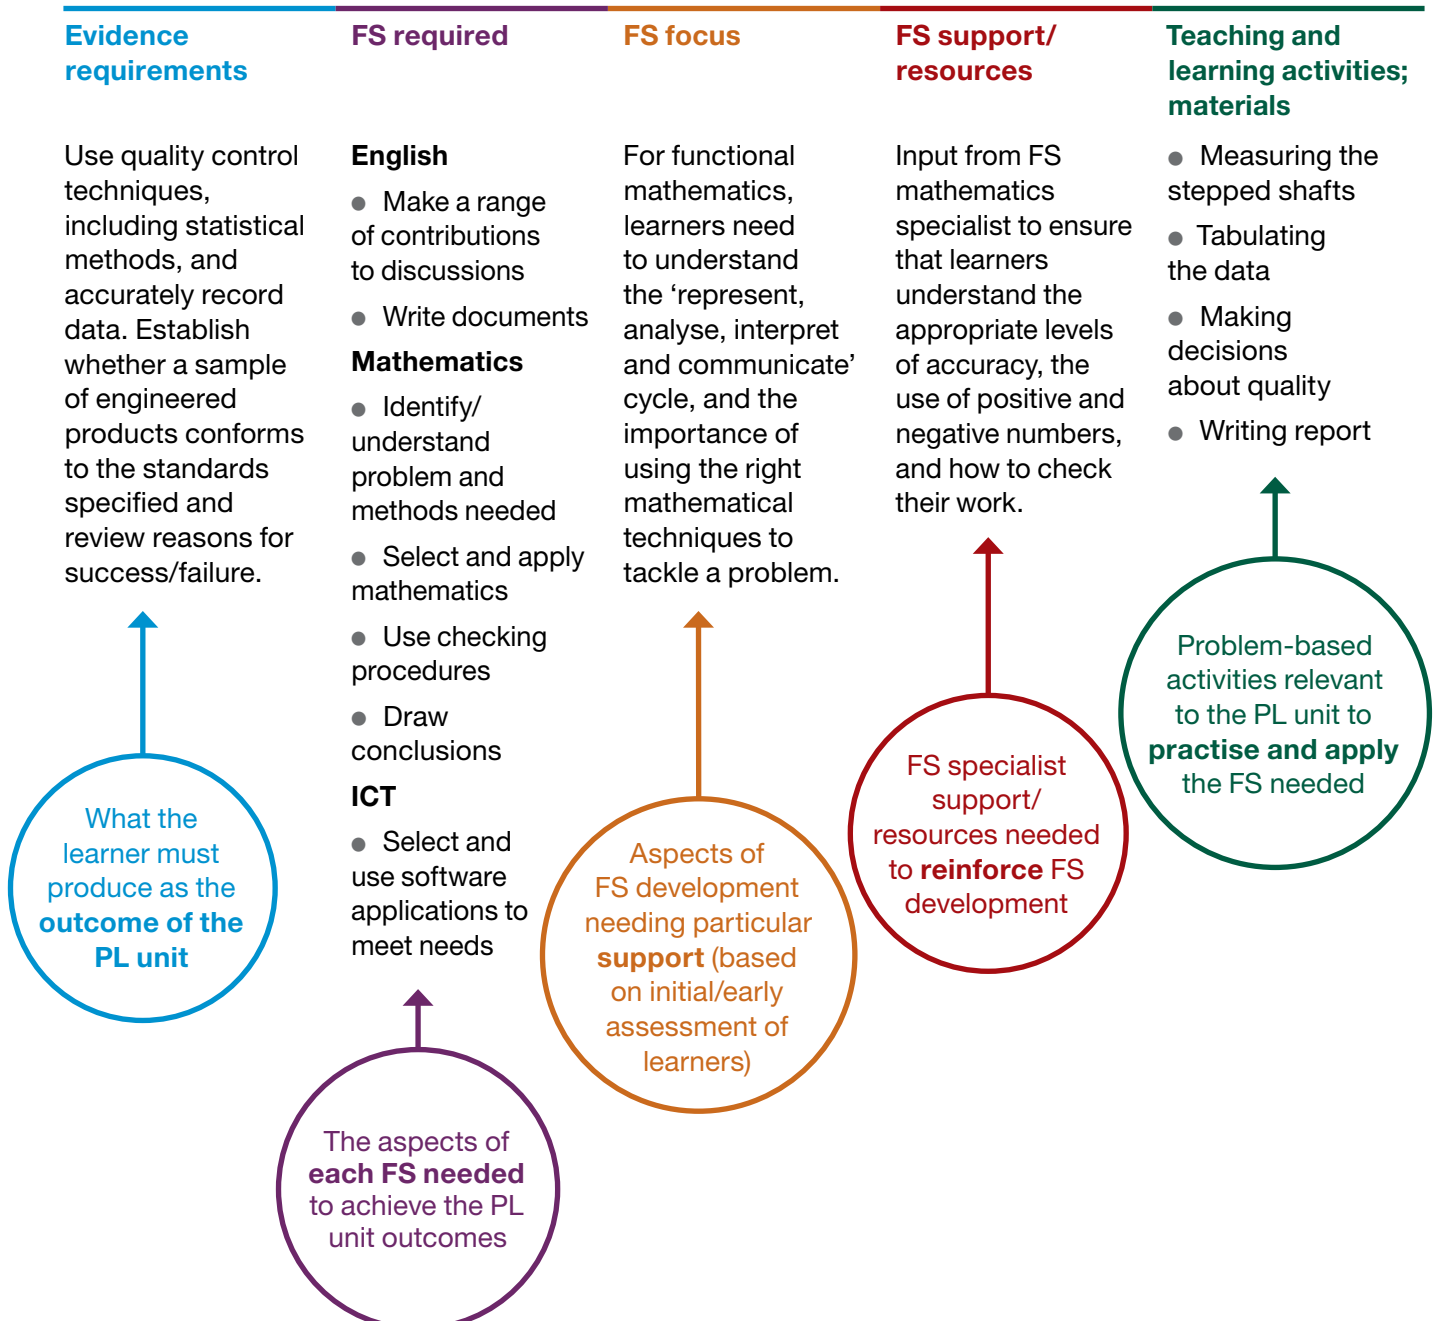 Evidence
requirements
Use quality control
techniques,
including statistical
methods, and
accurately record
data. Establish
whether a sample
of engineered
products conforms
to the standards
specified and
review reasons for
success/failure.
What the
learner must
produce as the
outcome of the
PL unit
FS required
English
● Make a range
of contributions
to discussions
● Write documents
Mathematics
● Identify/
understand
problem and
methods needed
● Select and apply
mathematics
● Use checking
procedures
● Draw
conclusions
ICT
● Select and
use software
applications to
meet needs
The aspects of
each FS needed
to achieve the PL
unit outcomes
FS focus
For functional
mathematics,
learners need
to understand
the ‘represent,
analyse, interpret
and communicate’
cycle, and the
importance of
using the right
mathematical
techniques to
tackle a problem.
Aspects of
FS development
needing particular
support (based
on initial/early
assessment of
learners)
FS support/
resources
Input from FS
mathematics
specialist to ensure
that learners
understand the
appropriate levels
of accuracy, the
use of positive and
negative numbers,
and how to check
their work.
FS specialist
support/
resources needed
to reinforce FS
development
Teaching and
learning activities;
materials
● Measuring the
stepped shafts
● Tabulating
the data
● Making
decisions
about quality
● Writing report
Problem-based
activities relevant
to the PL unit to
practise and apply
the FS needed